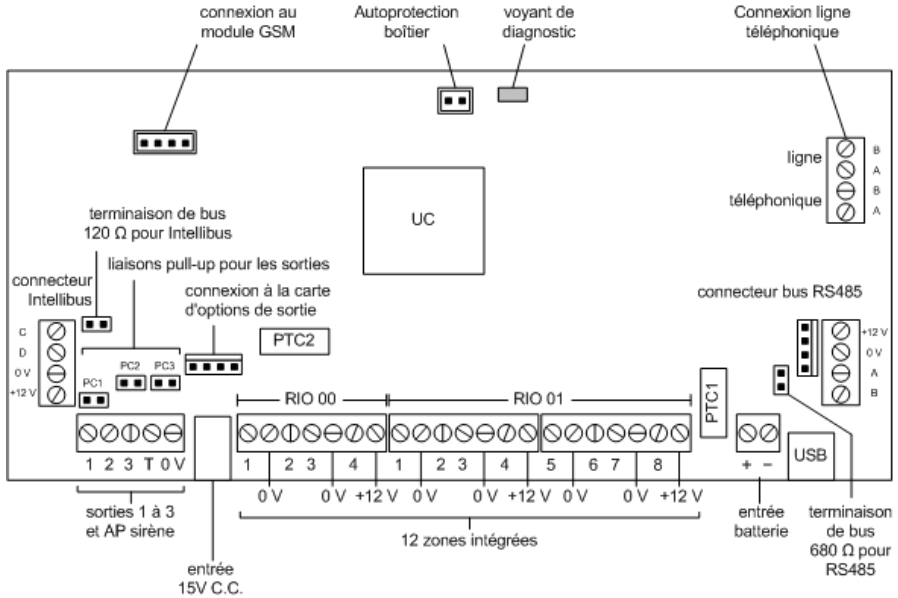 connexion au
module GSM
Autoprotection
boîtier
voyant de
diagnostic
Connexion ligne
téléphonique
ligne
téléphonique
B
A
B
A
UC
terminaison de bus
120 Ω pour Intellibus
liaisons pull-up pour les sorties
connecteur
Intellibus
connexion à la carte
d'options de sortie
connecteur bus RS485
C
D
0 V
+12 V
PC1
PC2
PC3
PTC2
PTC1
+12 V
0 V
A
B
RIO 00
RIO 01
1 2 3 T 0 V
1 2 3 4
1 2 3 4
5 6 7 8
+ −
USB
0 V 0 V +12 V
0 V 0 V +12 V
0 V 0 V +12 V
sorties 1 à 3
et AP sirène
12 zones intégrées
entrée
batterie
terminaison
de bus
680 Ω pour
RS485
entrée
15V C.C.